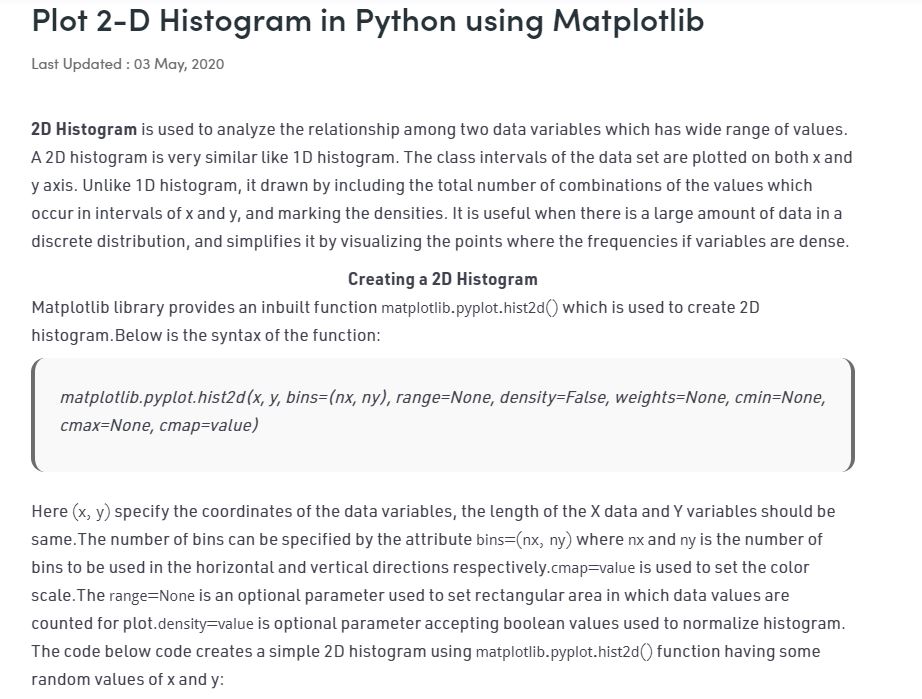 Plot 2-D Histogram in Python using Matplotlib
Last Updated : 03 May, 2020
2D Histogram is used to analyze the relationship among two data variables which has wide range of values.
A 2D histogram is very similar like 1D histogram. The class intervals of the data set are plotted on both x and
y axis. Unlike 1D histogram, it drawn by including the total number of combinations of the values which
occur in intervals of x and y, and marking the densities. It is useful when there is a large amount of data in a
discrete distribution, and simplifies it by visualizing the points where the frequencies if variables are dense.
Creating a 2D Histogram
Matplotlib library provides an inbuilt function matplotlib.pyplot.hist2d() which is used to create 2D
histogram.Below is the syntax of the function:
matplotlib.pyplot.hist2d(x, y, bins=(nx, ny), range=None, density=False, weights=None, cmin=None,
cmax=None, cmap=value)
Here (x, y) specify the coordinates of the data variables, the length of the X data and Y variables should be
same.The number of bins can be specified by the attribute bins=(nx, ny) where nx and ny is the number of
bins to be used in the horizontal and vertical directions respectively.cmap=value is used to set the color
scale.The range=None is an optional parameter used to set rectangular area in which data values are
counted for plot.density=value is optional parameter accepting boolean values used to normalize histogram.
The code below code creates a simple 2D histogram using matplotlib.pyplot.hist2d() function having some
random values of x and y: